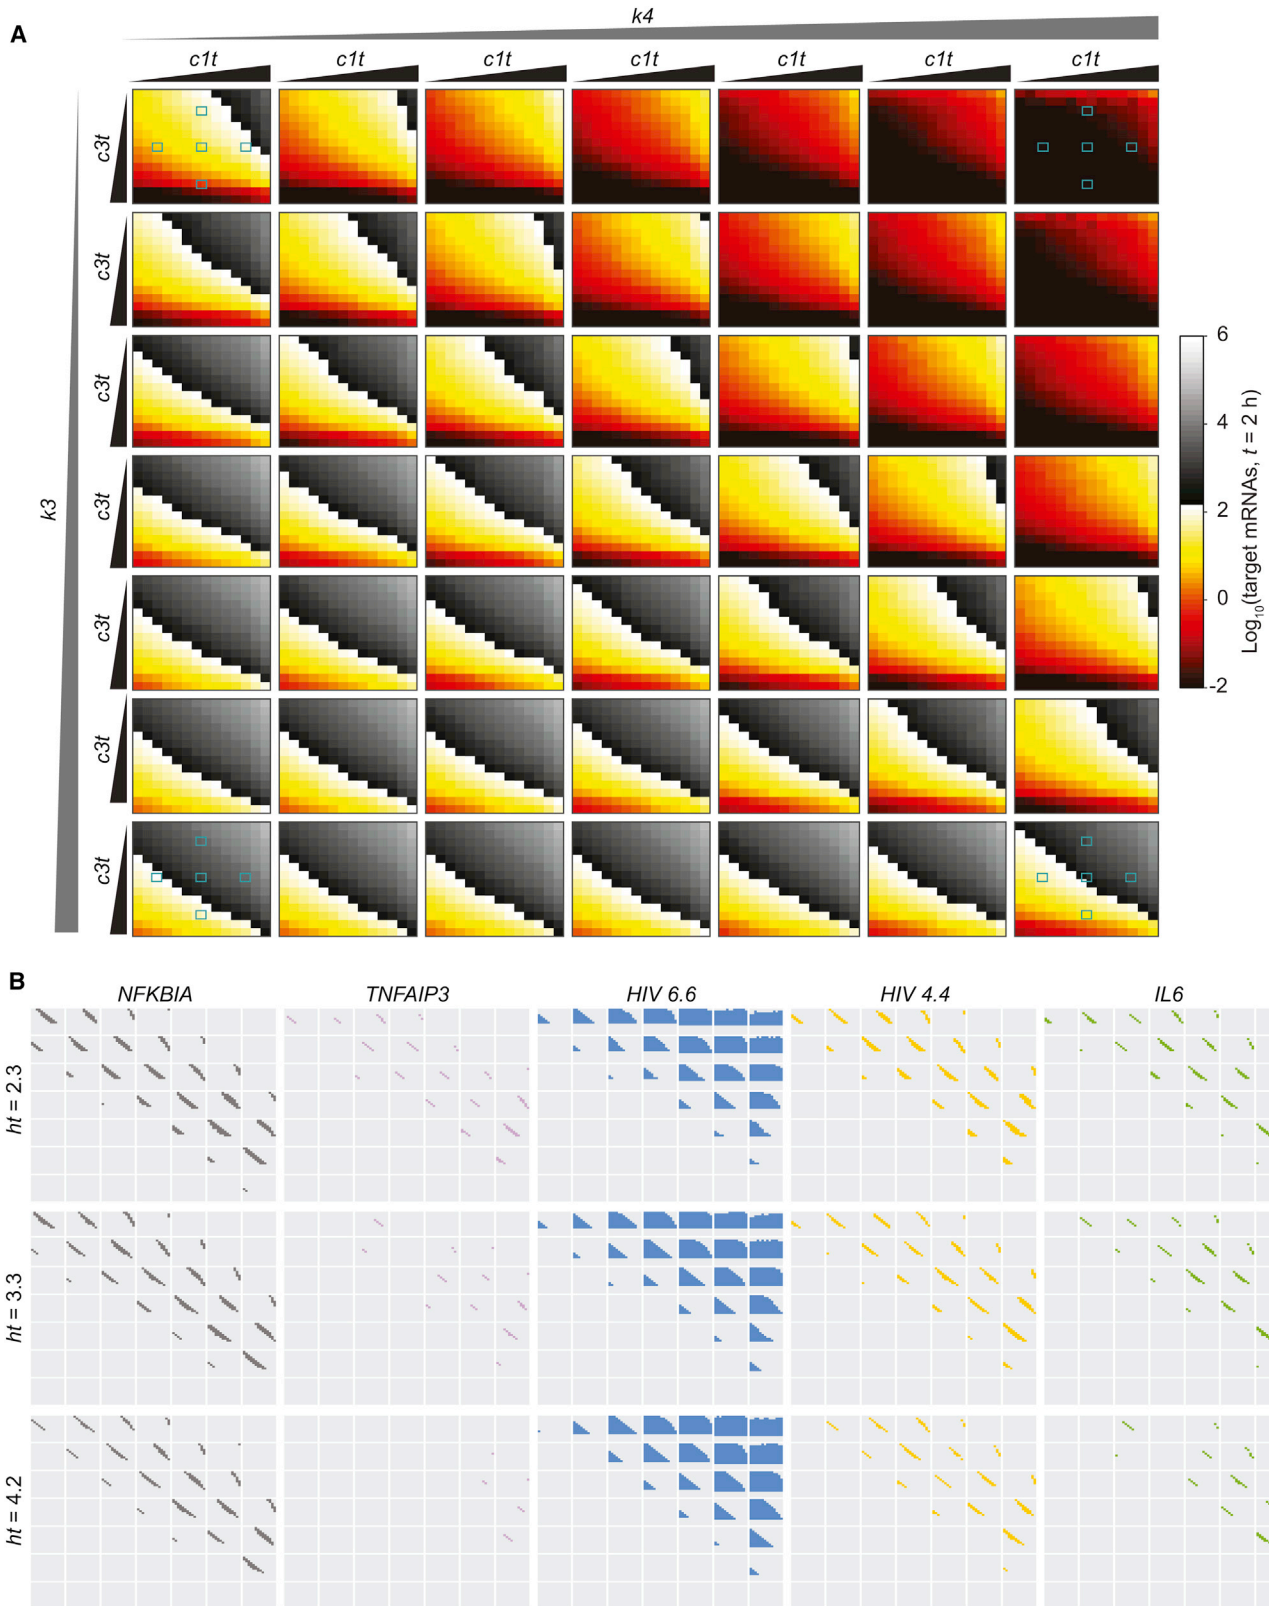 A
k4
c1t c1t c1t c1t c1t c1t c1t
k3
c3t
c3t
c3t
c3t
c3t
c3t
c3t
6
4
2
0
-2
Log10(target mRNAs, t = 2 h)
B
NFKBIA TNFAIP3 HIV 6.6 HIV 4.4 IL6
ht = 2.3
ht = 3.3
ht = 4.2